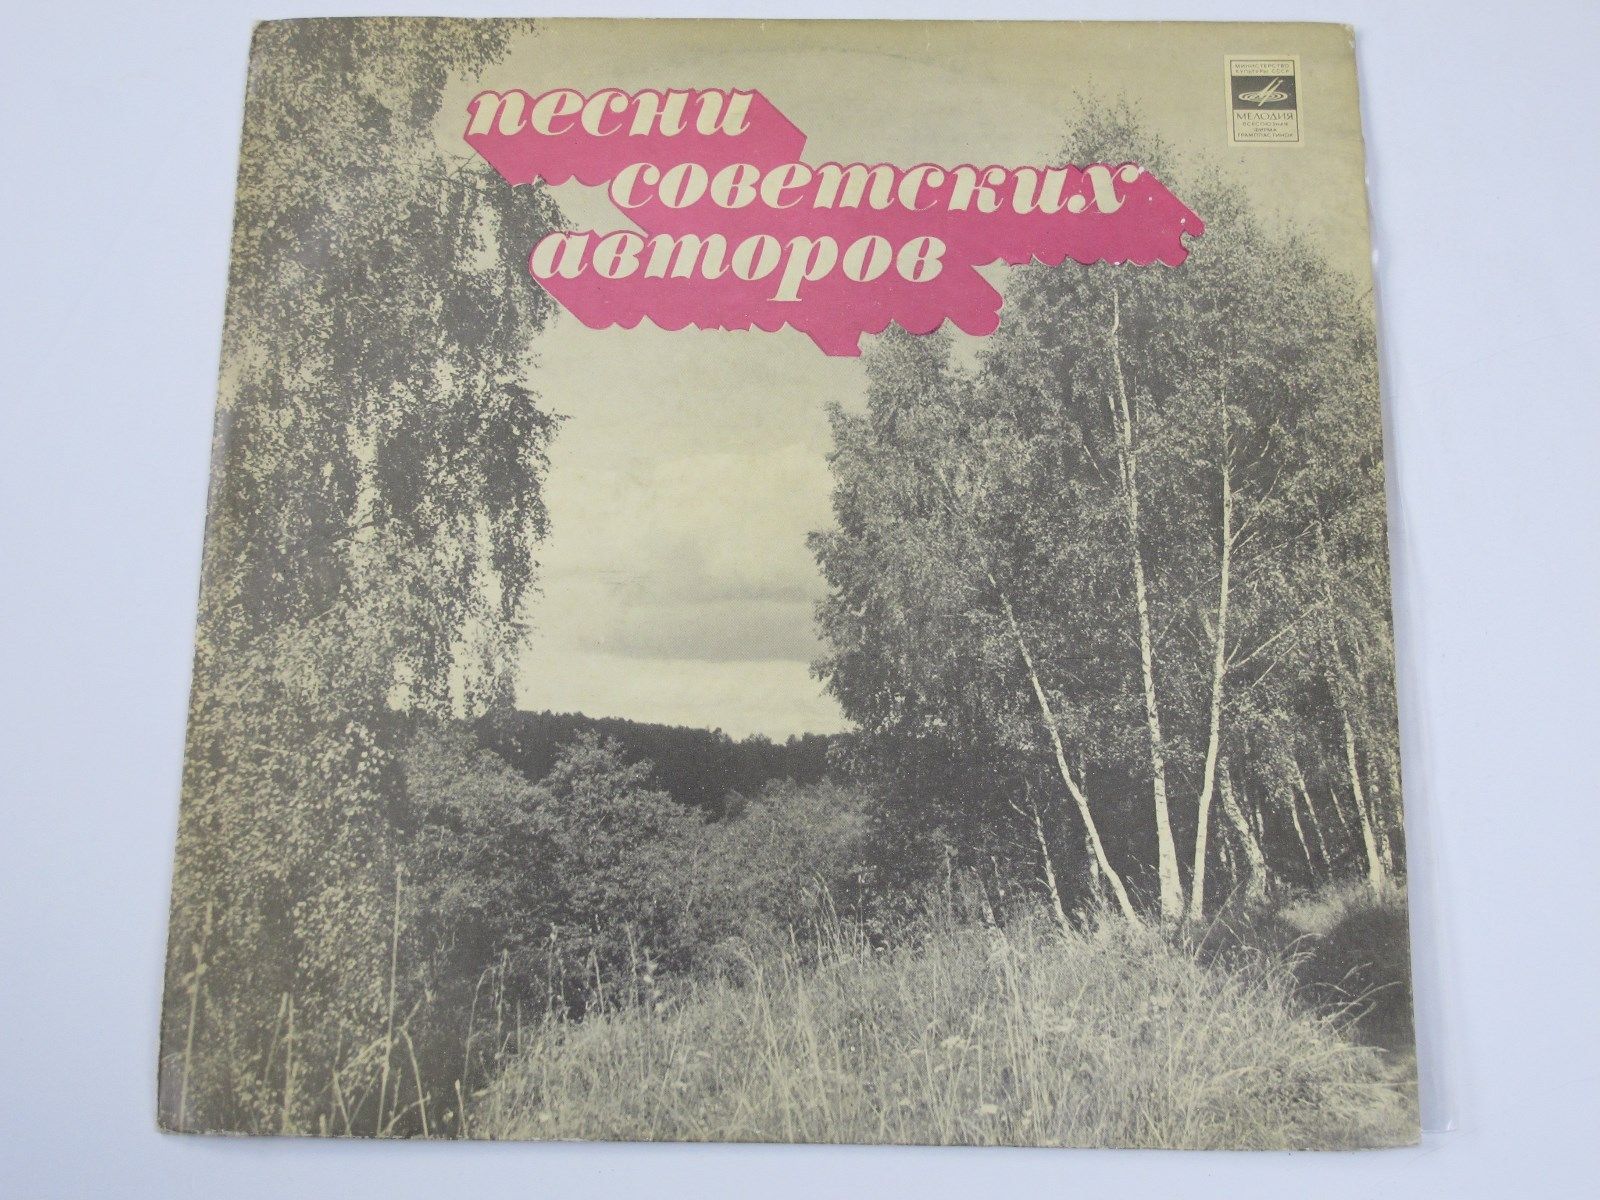 песни
советских
авторов
МИНИСТЕРСТВО
КУЛЬТУРЫ СССР
МЕЛОДИЯ
ВСЕСОЮЗНАЯ
ФИРМА
ГРАМПЛАСТИНОК